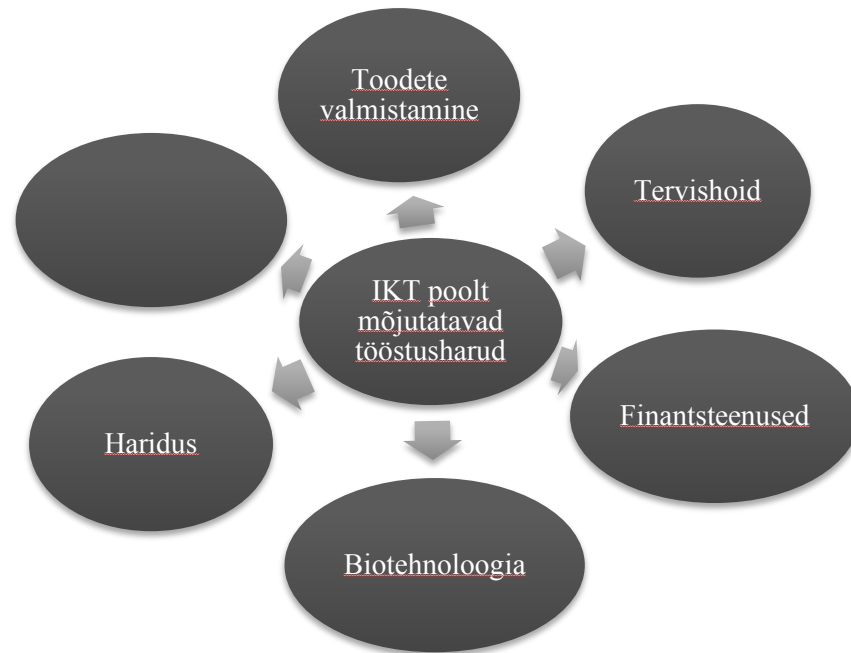 Toodete
valmistamine
Tervishoid
IKT poolt
mõjutatavad
tööstusharud
Finantsteenused
Haridus
Biotehnoloogia